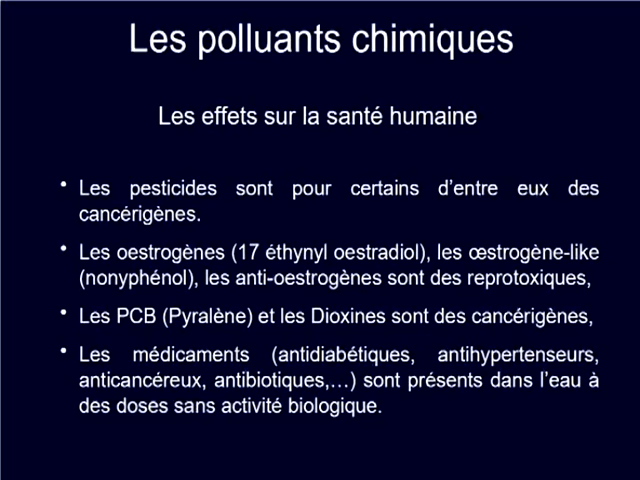 Les polluants chimiques
Les effets sur la santé humaine
• Les pesticides sont pour certains d’entre eux des
cancérigènes.
• Les oestrogènes (17 éthynyl oestradiol), les œstrogène-like
(nonyphénol), les anti-oestrogènes sont des reprotoxiques,
• Les PCB (Pyralène) et les Dioxines sont des cancérigènes,
• Les médicaments (antidiabétiques, antihypertenseurs,
anticancéreux, antibiotiques,…) sont présents dans l’eau à
des doses sans activité biologique.